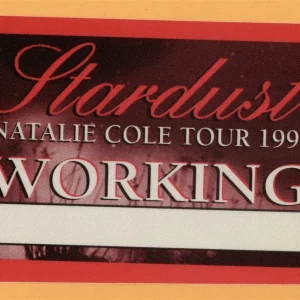 Stardust
NATALIE COLE TOUR 199
WORKING